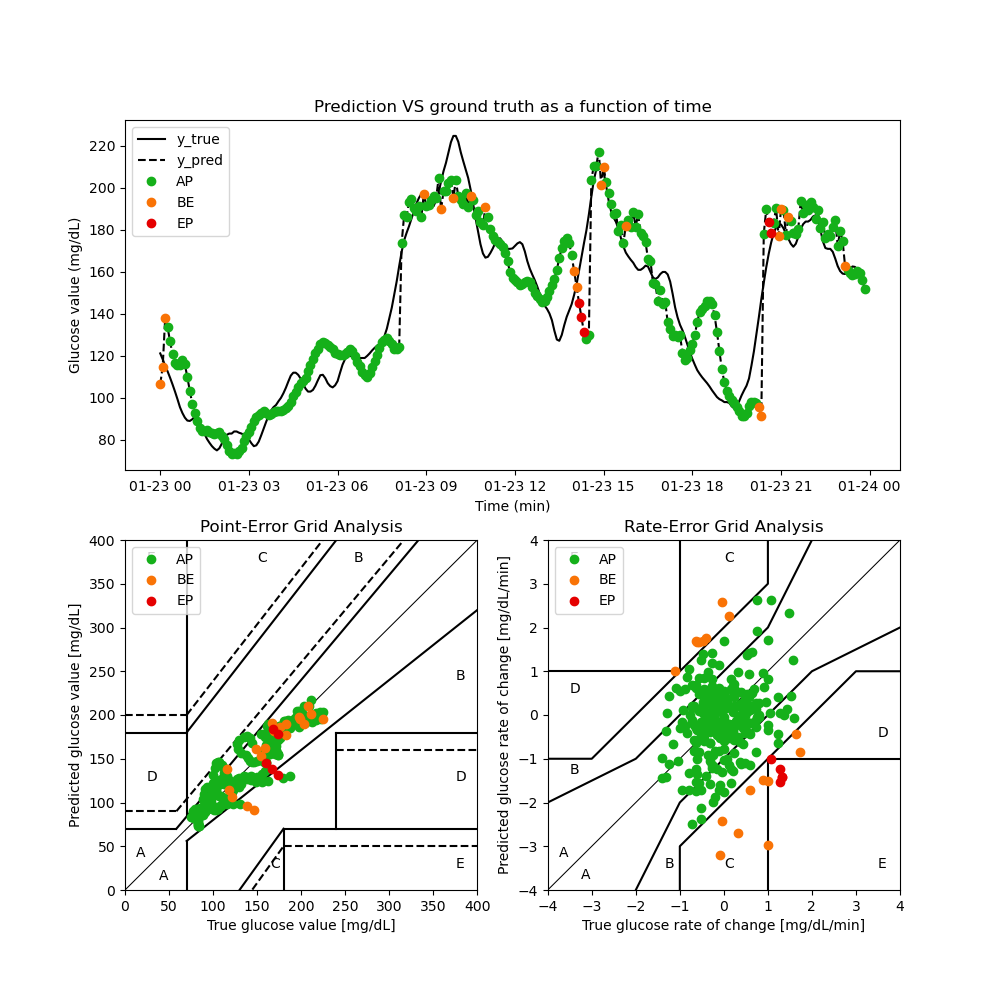 Prediction VS ground truth as a function of time
y_true
y_pred
AP
BE
EP
Glucose value (mg/dL)
220
200
180
160
140
120
100
80
01-23 00 01-23 03 01-23 06 01-23 09 01-23 12 01-23 15 01-23 18 01-23 21 01-24 00
Time (min)
Point-Error Grid Analysis
AP
BE
EP
C
B
B
D
D
A
A
C
E
Predicted glucose value [mg/dL]
400
350
300
250
200
150
100
50
0
0 50 100 150 200 250 300 350 400
True glucose value [mg/dL]
Rate-Error Grid Analysis
AP
BE
EP
C
D
D
B
A
A
B
C
E
Predicted glucose rate of change [mg/dL/min]
4
3
2
1
0
−1
−2
−3
−4
−4 −3 −2 −1 0 1 2 3 4
True glucose rate of change [mg/dL/min]